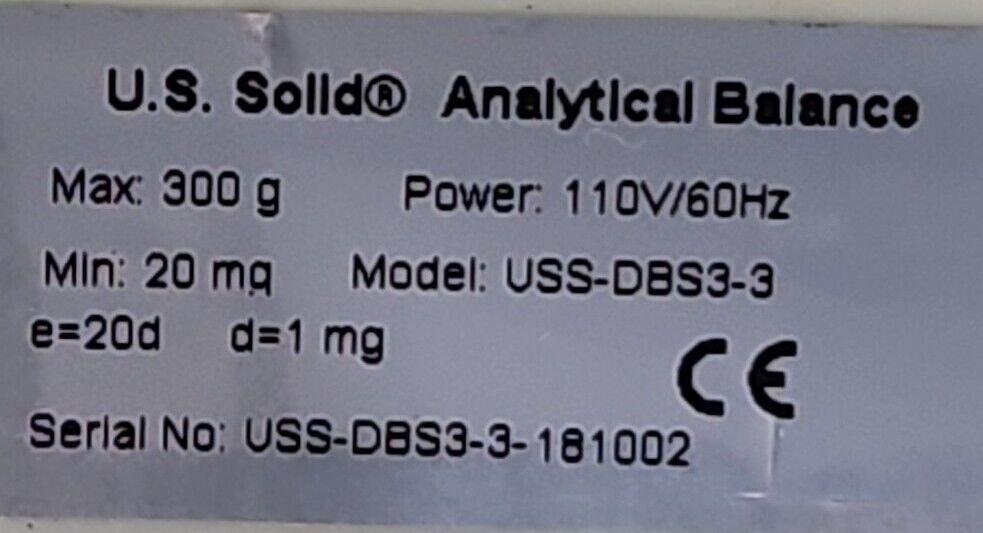 U.S. Solid® Analytical Balance
Max: 300 g Power: 110V/60Hz
Min: 20 mg Model: USS-DBS3-3
e=20d d=1 mg
CE
Serial No: USS-DBS3-3-181002